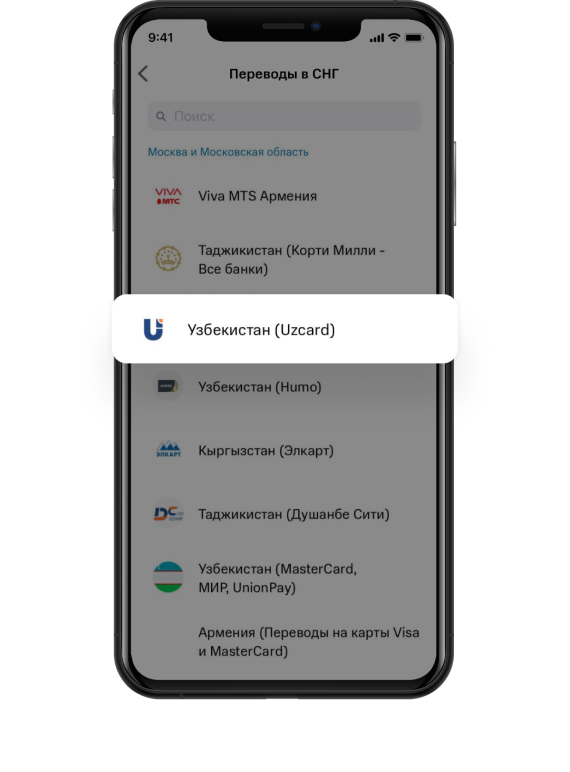 9:41
Переводы в СНГ
Поиск
Москва и Московская область
VIVA
МТС
Viva MTS Армения
Таджикистан (Корти Милли -
Все банки)
Узбекистан (Uzcard)
Узбекистан (Humo)
ЭЛКАРТ
Кыргызстан (Элкарт)
DC
Таджикистан (Душанбе Сити)
Узбекистан (MasterCard,
МИР, UnionPay)
Армения (Переводы на карты Visa
и MasterCard)